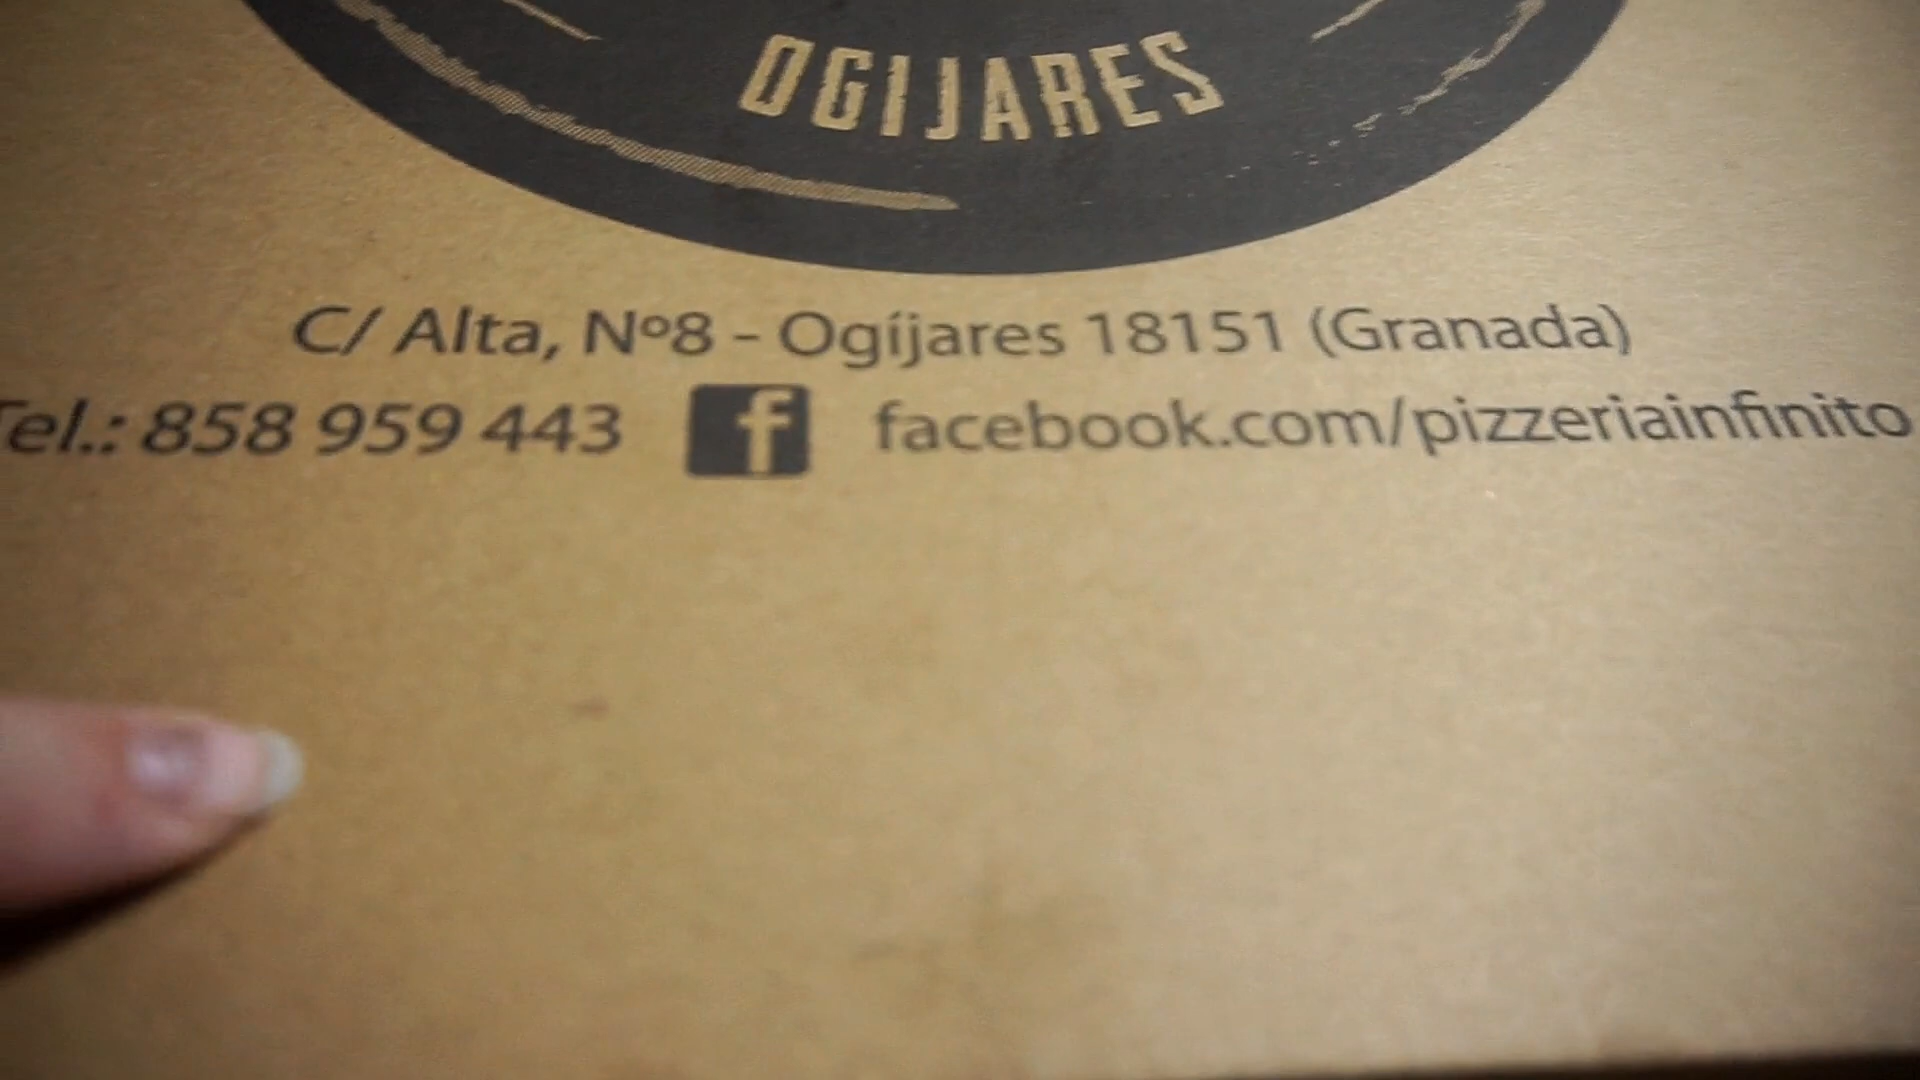 OGIJARES
C/ Alta, Nº8 - Ogíjares 18151 (Granada)
Tel.: 858 959 443 f facebook.com/pizzeriainfinito